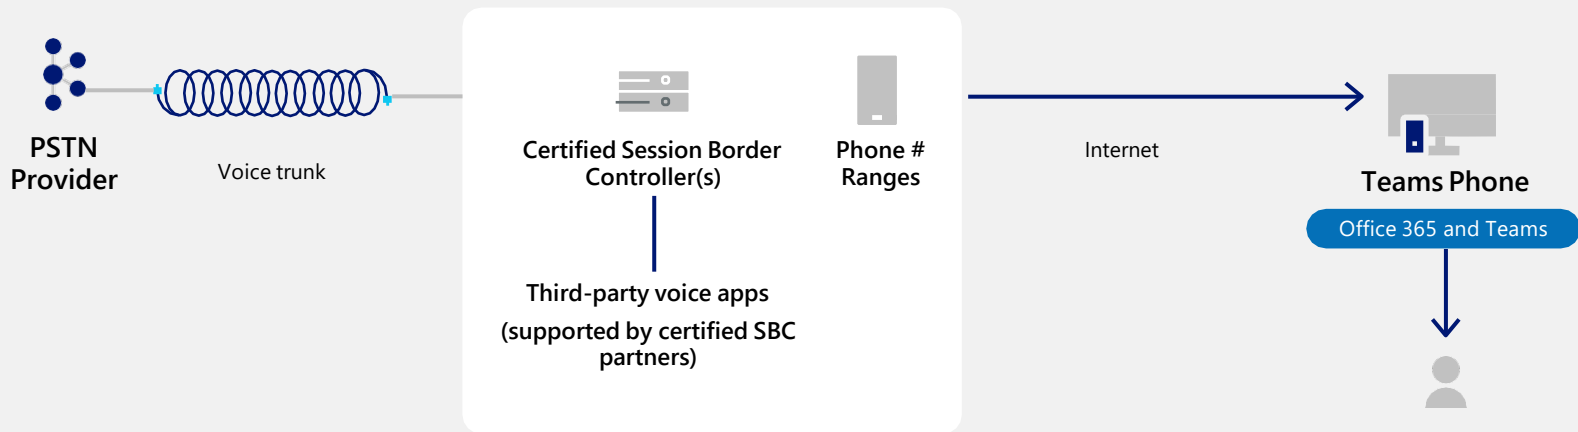 PSTN
Provider
Voice trunk
Certified Session Border
Controller(s)
Phone #
Ranges
Third-party voice apps
(supported by certified SBC
partners)
Internet
Teams Phone
Office 365 and Teams